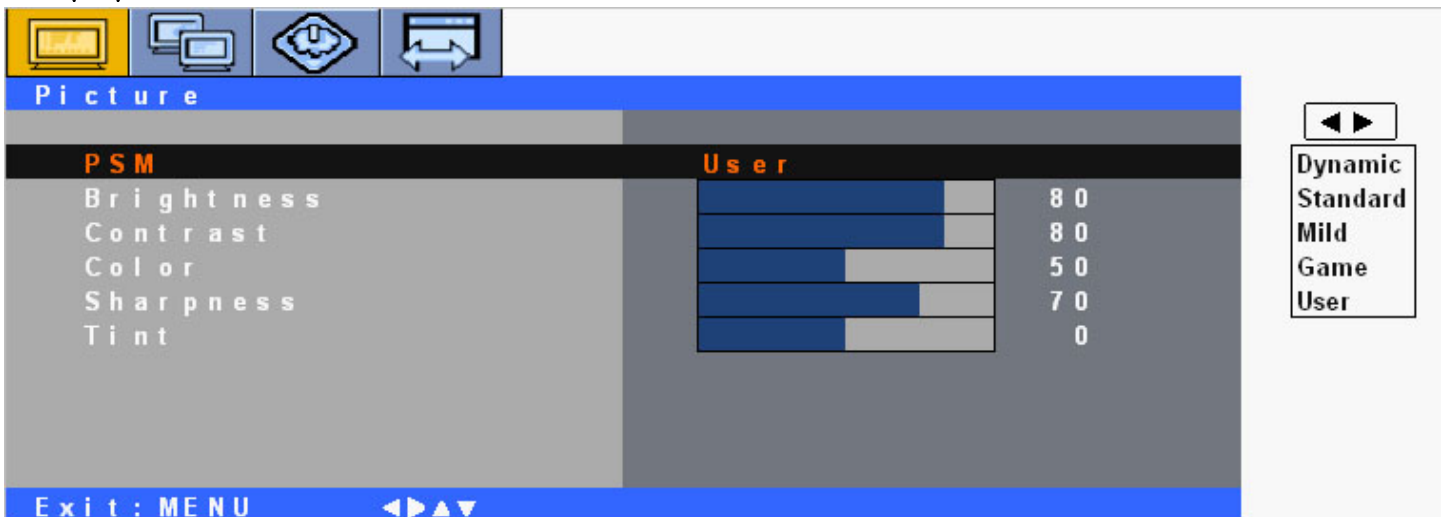 Picture
PSM User
Brightness 80
Contrast 80
Color 50
Sharpness 70
Tint 0
Exit:MENU ◀▶▲▼
◀▶
Dynamic
Standard
Mild
Game
User